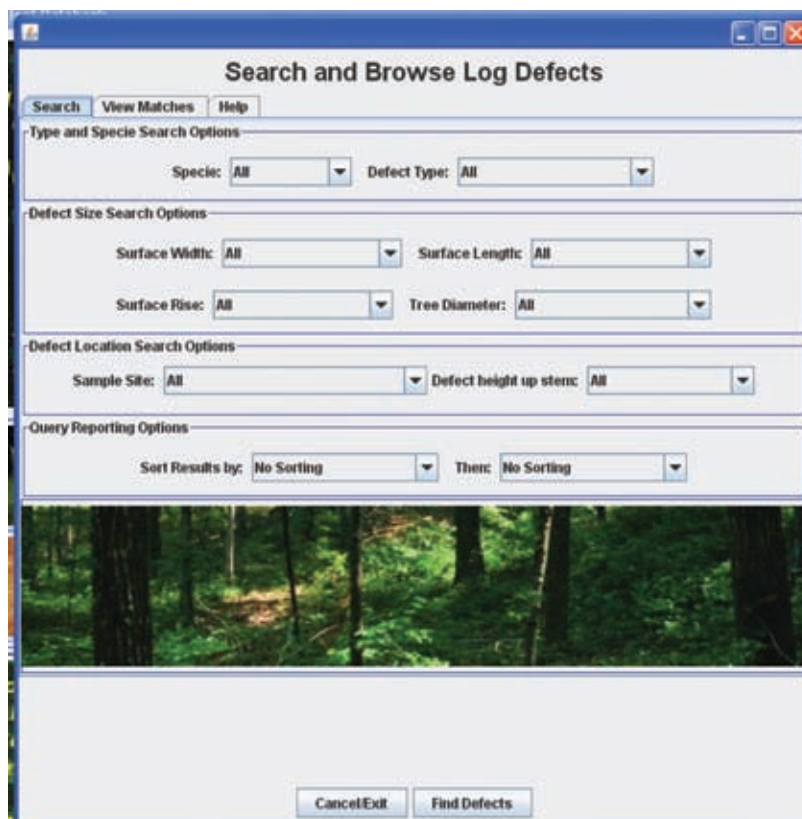 Search and Browse Log Defects
Search View Matches Help
Type and Specie Search Options
Specie: All Defect Type: All
Defect Size Search Options
Surface Width: All Surface Length: All
Surface Rise: All Tree Diameter: All
Defect Location Search Options
Sample Site: All Defect height up stem: All
Query Reporting Options
Sort Results by: No Sorting Then: No Sorting
Cancel/Exit Find Defects